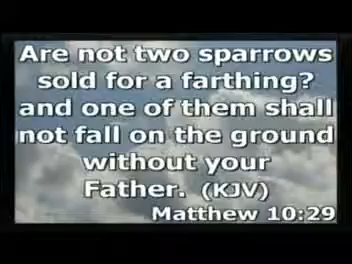 Are not two sparrows
sold for a farthing?
and one of them shall
not fall on the ground
without your
Father. (KJV)
Matthew 10:29